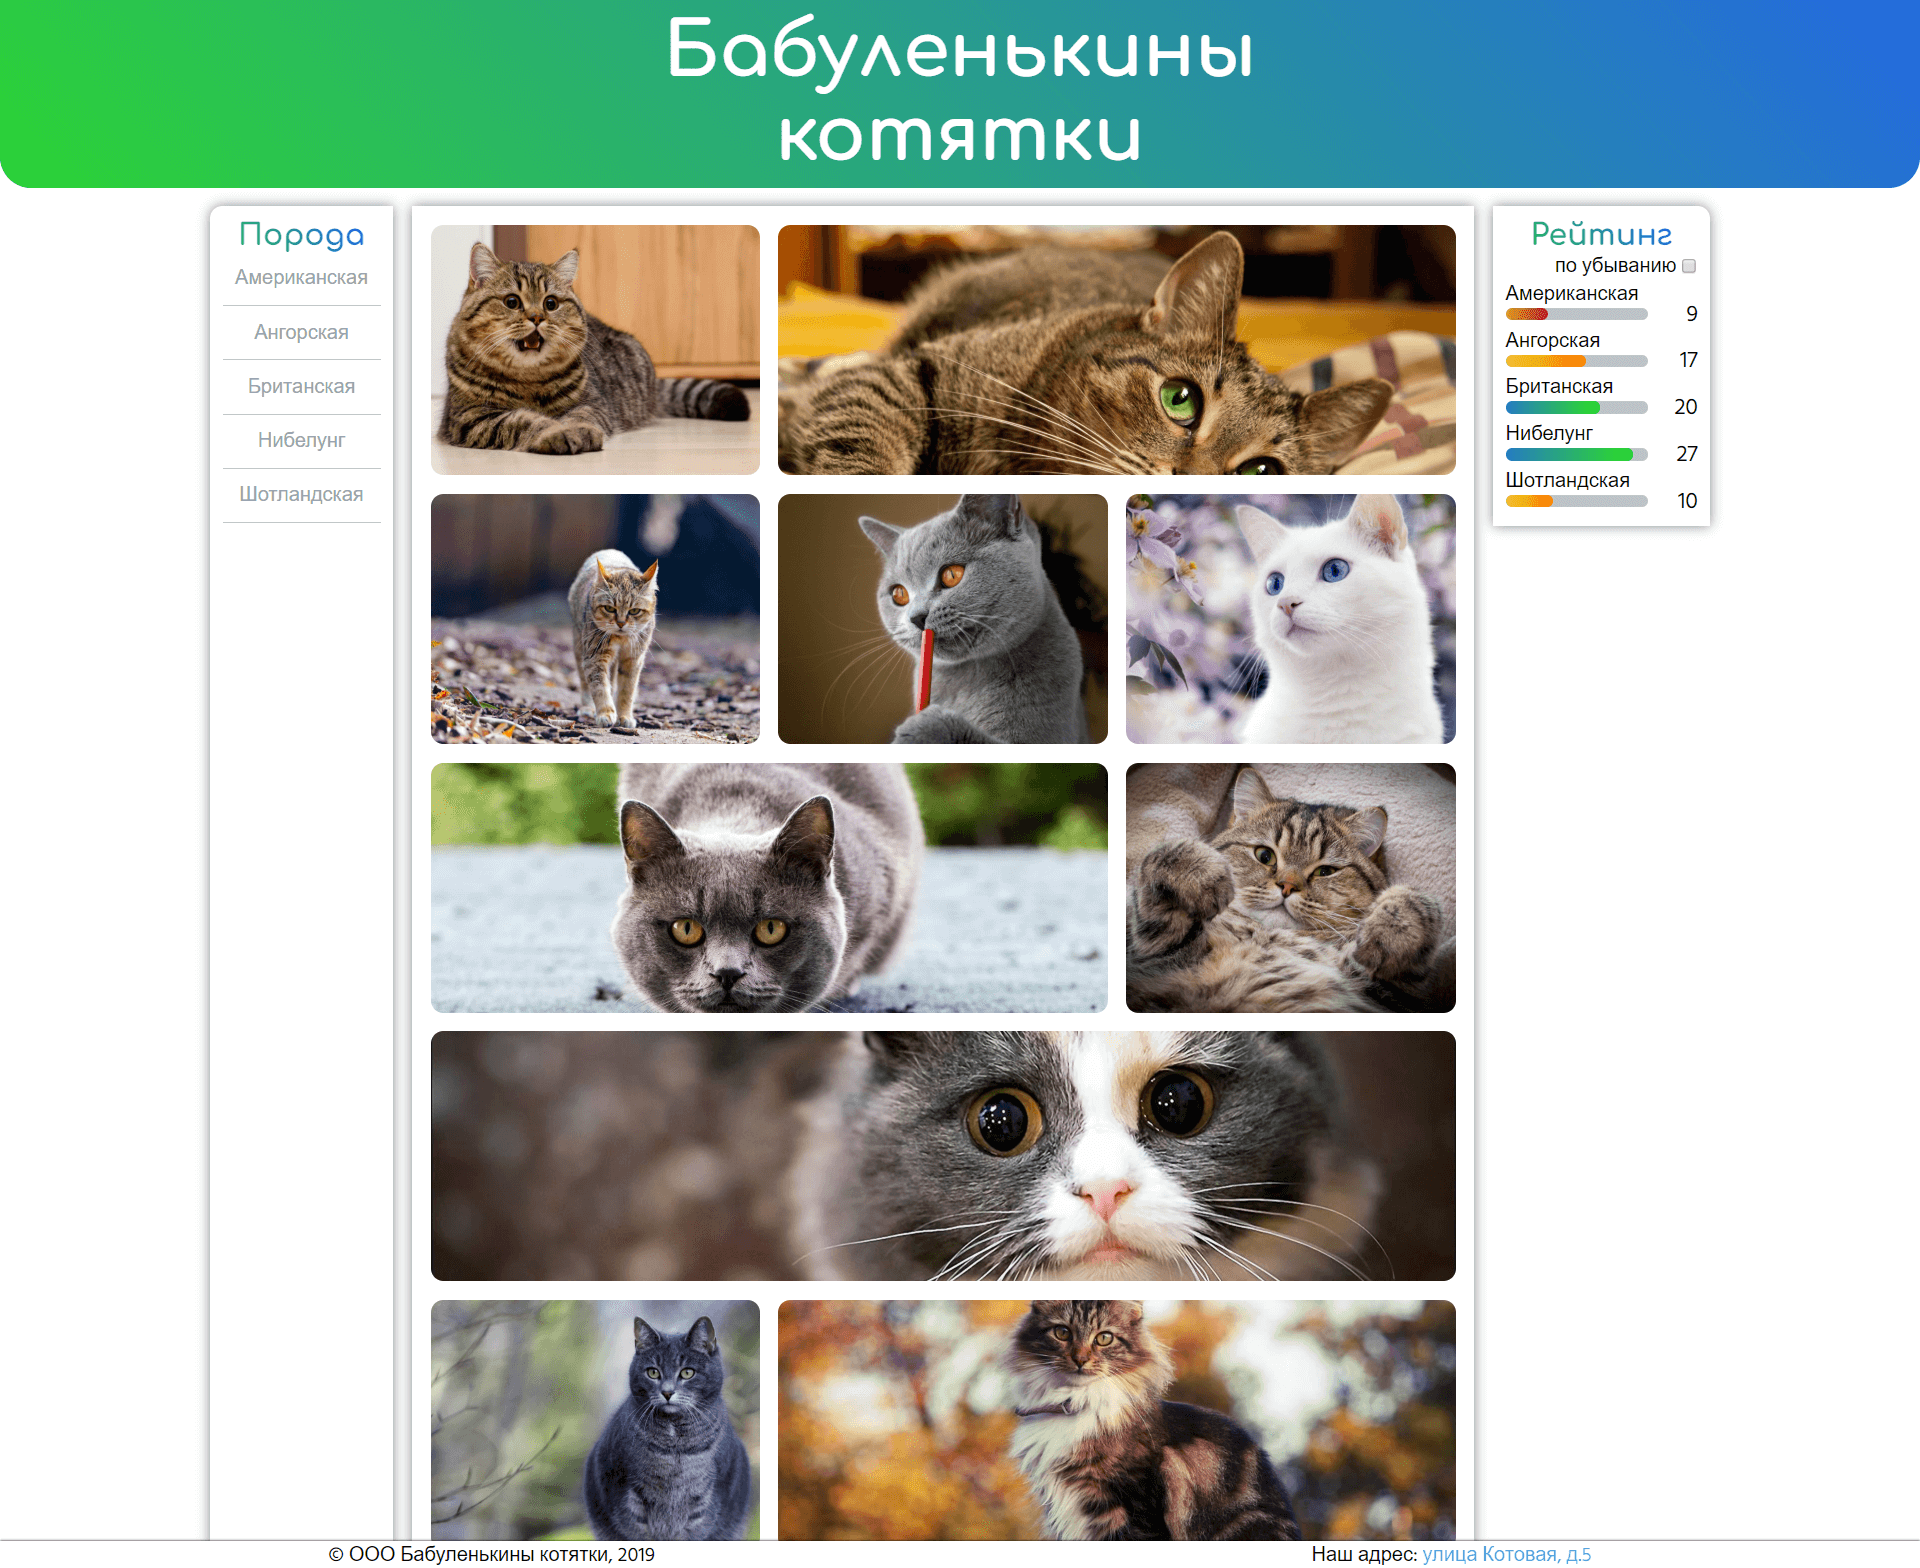 Бабуленькины
котятки
Порода
Американская
Ангорская
Британская
Нибелунг
Шотландская
Рейтинг
по убыванию
Американская
9
Ангорская
17
Британская
20
Нибелунг
27
Шотландская
10
© ООО Бабуленькины котятки, 2019
Наш адрес: улица Котовая, д.5